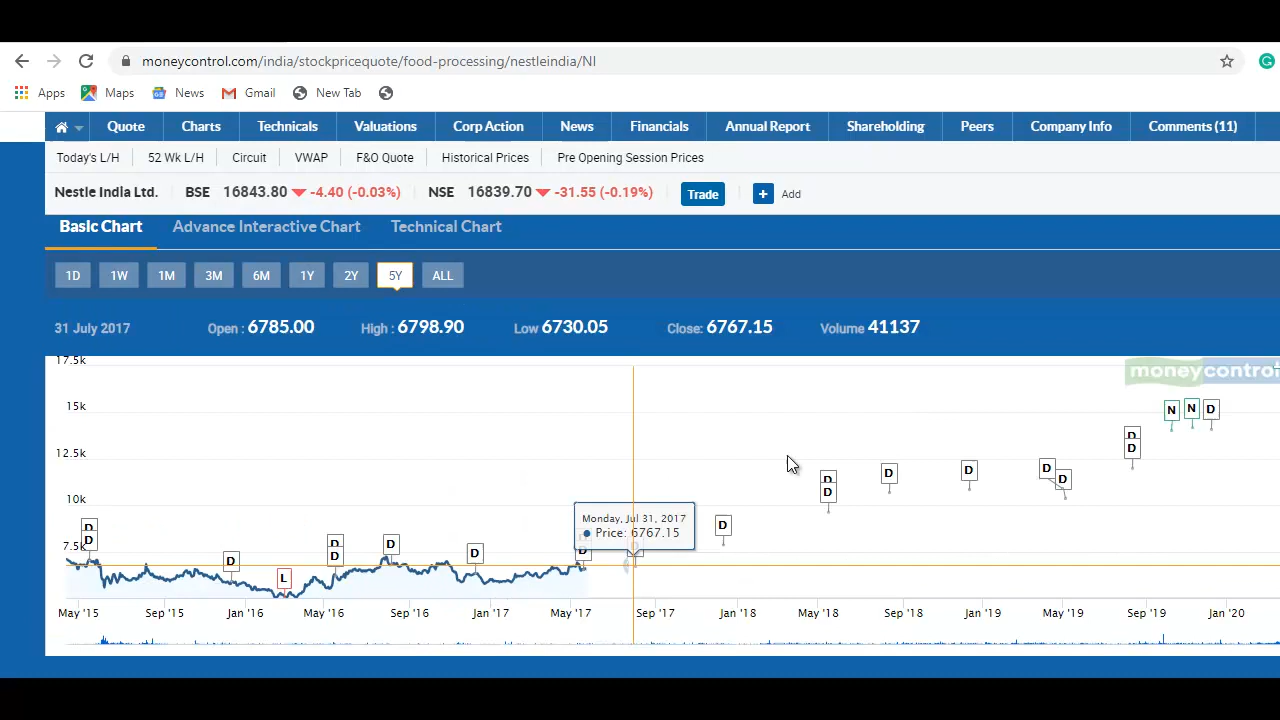 moneycontrol.com/india/stockpricequote/food-processing/nestleindia/NI
Apps Maps News Gmail New Tab
Quote Charts Technicals Valuations Corp Action News Financials Annual Report Shareholding Peers Company Info Comments (11)
Today's L/H 52 Wk L/H Circuit VWAP F&O Quote Historical Prices Pre Opening Session Prices
Nestle India Ltd. BSE 16843.80 -4.40 (-0.03%) NSE 16839.70 -31.55 (-0.19%) Trade + Add
Basic Chart Advance Interactive Chart Technical Chart
1D 1W 1M 3M 6M 1Y 2Y 5Y ALL
31 July 2017 Open : 6785.00 High : 6798.90 Low 6730.05 Close: 6767.15 Volume 41137
17.5k
moneycontrol
15k
N N D
D
D
12.5k
D D D D
D D
D
10k
D D
D
D D D
D D
7.5k
D
L
Monday, Jul 31, 2017
Price: 6767.15
May '15 Sep '15 Jan '16 May '16 Sep '16 Jan '17 May '17 Sep '17 Jan '18 May '18 Sep '18 Jan '19 May '19 Sep '19 Jan '20